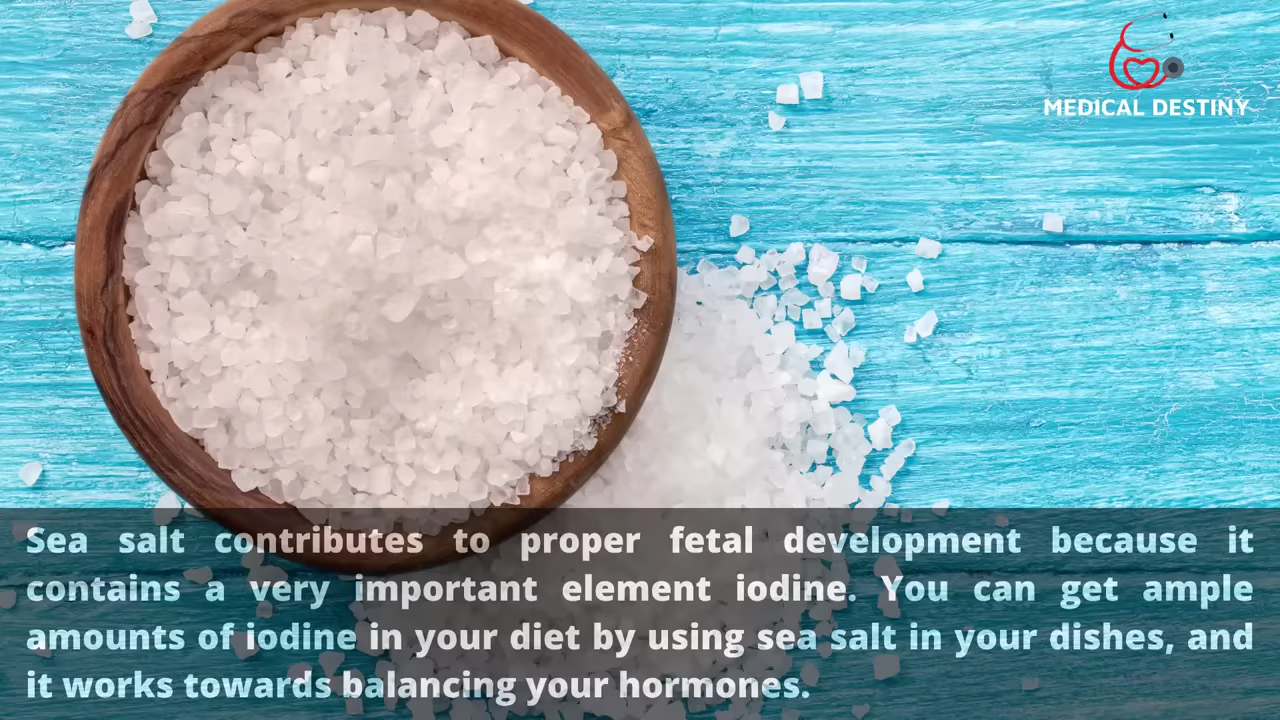 MEDICAL DESTINY
Sea salt contributes to proper fetal development because it
contains a very important element iodine. You can get ample
amounts of iodine in your diet by using sea salt in your dishes, and
it works towards balancing your hormones.